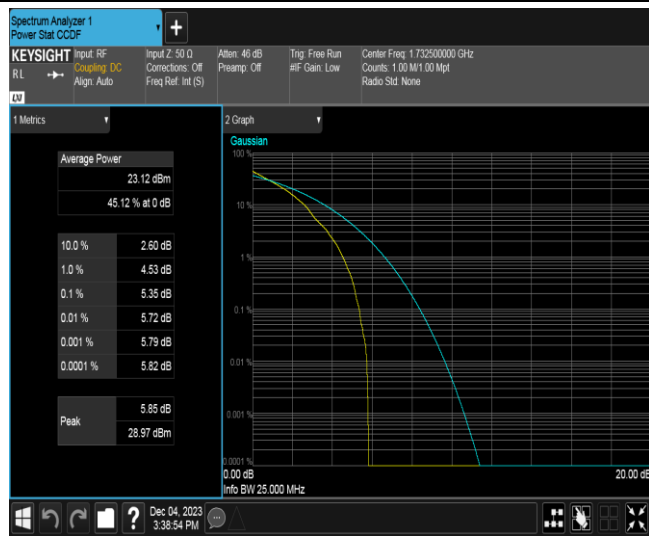 Spectrum Analyzer 1
Power Stat CCDF
+
KEYSIGHT
RL
LXI
Input: RF
Coupling: DC
Align: Auto
Input Z: 50 Ω
Corrections: Off
Freq Ref: Int (S)
Atten: 46 dB
Preamp: Off
Trig: Free Run
#IF Gain: Low
Center Freq: 1.732500000 GHz
Counts: 1.00 M/1.00 Mpt
Radio Std: None
1 Metrics
Average Power
23.12 dBm
45.12 % at 0 dB
10.0 % 2.60 dB
1.0 % 4.53 dB
0.1 % 5.35 dB
0.01 % 5.72 dB
0.001 % 5.79 dB
0.0001 % 5.82 dB
Peak
5.85 dB
28.97 dBm
2 Graph
Gaussian
100 %
10 %
1 %
0.1 %
0.01 %
0.001 %
0.0001 %
0.00 dB 20.00 dB
Info BW 25.000 MHz
?
Dec 04, 2023
3:38:54 PM